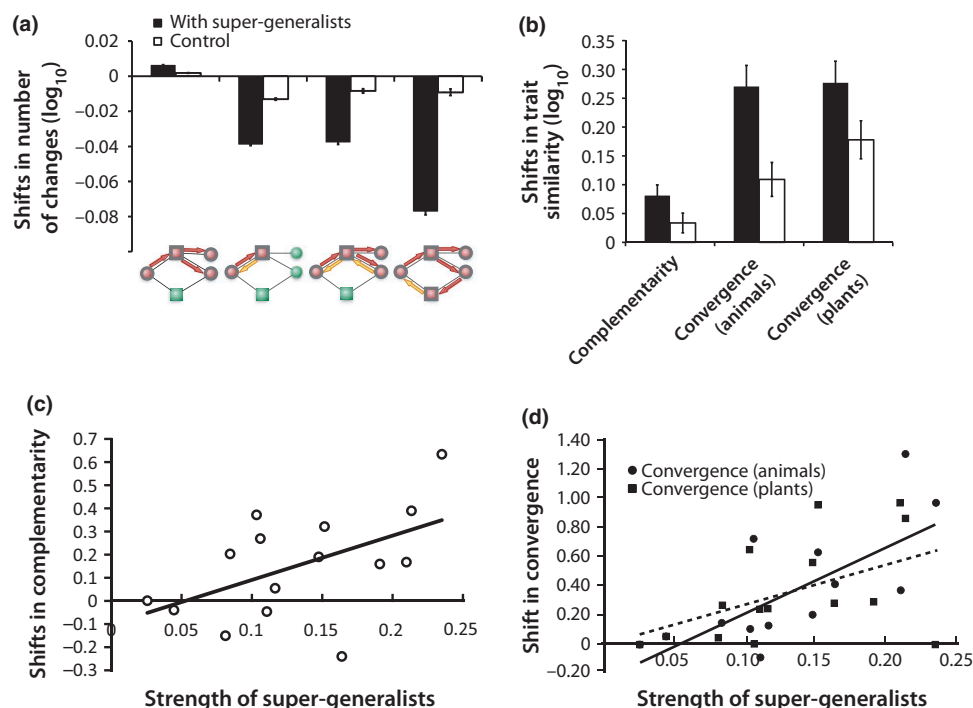 (a)
With super-generalists
Control
Shifts in number
of changes (log10)
0.02
0
−0.02
−0.04
−0.06
−0.08
(b)
Shifts in trait
similarity (log10)
0.35
0.30
0.25
0.20
0.15
0.10
0.05
0
Complementarity
Convergence
(animals)
Convergence
(plants)
(c)
Shifts in complementarity
0.7
0.6
0.5
0.4
0.3
0.2
0.1
0
−0.1
−0.2
−0.3
0 0.05 0.10 0.15 0.20 0.25
Strength of super-generalists
(d)
Shift in convergence
1.40
1.20
1.00
0.80
0.60
0.40
0.20
0.00
−0.20
Convergence (animals)
Convergence (plants)
0.05 0.10 0.15 0.20 0.25
Strength of super-generalists